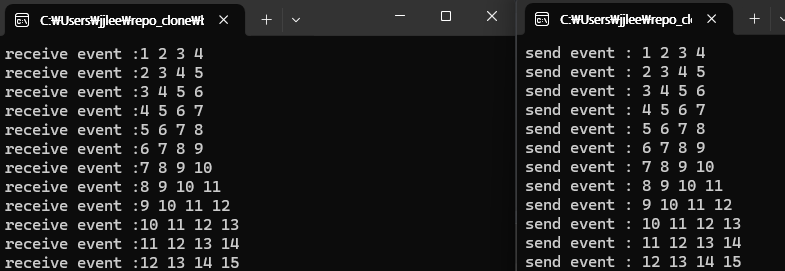 C:₩Users₩jjlee₩repo_clone₩b
receive event :1 2 3 4
receive event :2 3 4 5
receive event :3 4 5 6
receive event :4 5 6 7
receive event :5 6 7 8
receive event :6 7 8 9
receive event :7 8 9 10
receive event :8 9 10 11
receive event :9 10 11 12
receive event :10 11 12 13
receive event :11 12 13 14
receive event :12 13 14 15
C:₩Users₩jjlee₩repo_cl
send event : 1 2 3 4
send event : 2 3 4 5
send event : 3 4 5 6
send event : 4 5 6 7
send event : 5 6 7 8
send event : 6 7 8 9
send event : 7 8 9 10
send event : 8 9 10 11
send event : 9 10 11 12
send event : 10 11 12 13
send event : 11 12 13 14
send event : 12 13 14 15